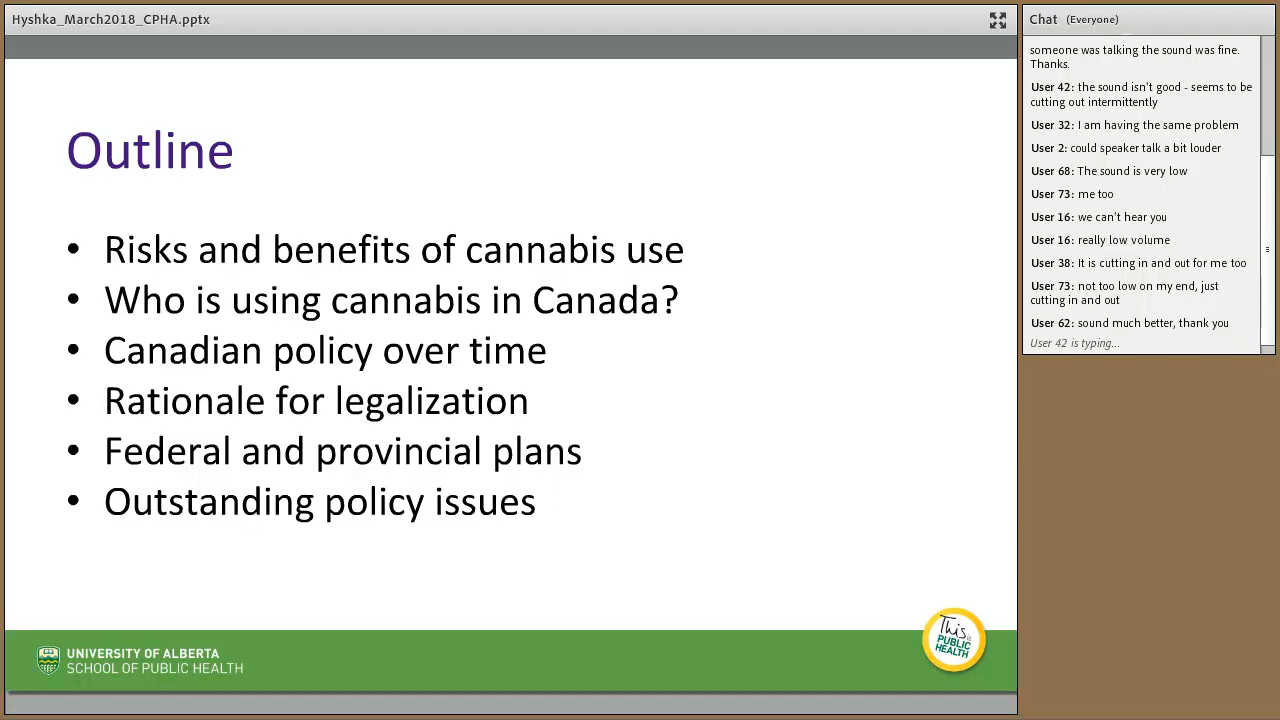 Hyshka_March2018_CPHA.pptx
Outline
• Risks and benefits of cannabis use
• Who is using cannabis in Canada?
• Canadian policy over time
• Rationale for legalization
• Federal and provincial plans
• Outstanding policy issues
UNIVERSITY OF ALBERTA
SCHOOL OF PUBLIC HEALTH
This
is
PUBLIC
HEALTH
Chat (Everyone)
someone was talking the sound was fine.
Thanks.
User 42: the sound isn't good - seems to be
cutting out intermittently
User 32: I am having the same problem
User 2: could speaker talk a bit louder
User 68: The sound is very low
User 73: me too
User 16: we can't hear you
User 16: really low volume
User 38: It is cutting in and out for me too
User 73: not too low on my end, just
cutting in and out
User 62: sound much better, thank you
User 42 is typing...